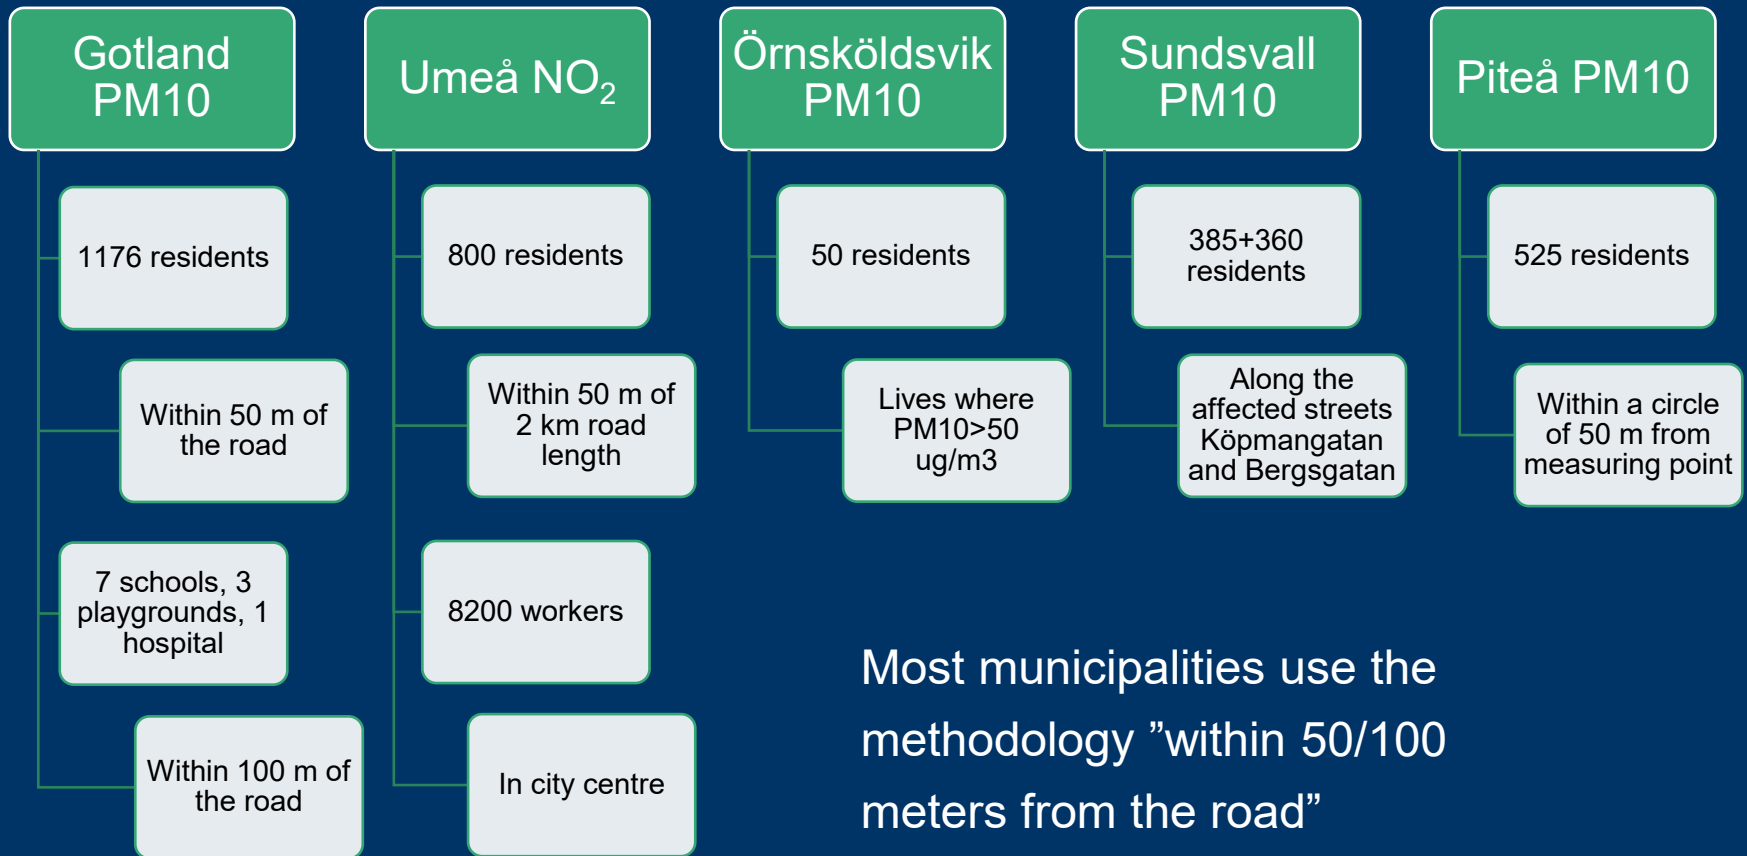 Gotland
PM10
1176 residents
Within 50 m of
the road
7 schools, 3
playgrounds, 1
hospital
Within 100 m of
the road
Umeå NO₂
800 residents
Within 50 m of
2 km road
length
8200 workers
In city centre
Örnsköldsvik
PM10
50 residents
Lives where
PM10>50
ug/m3
Sundsvall
PM10
385+360
residents
Along the
affected streets
Köpmangatan
and Bergsgatan
Piteå PM10
525 residents
Within a circle
of 50 m from
measuring point
Most municipalities use the
methodology ”within 50/100
meters from the road”